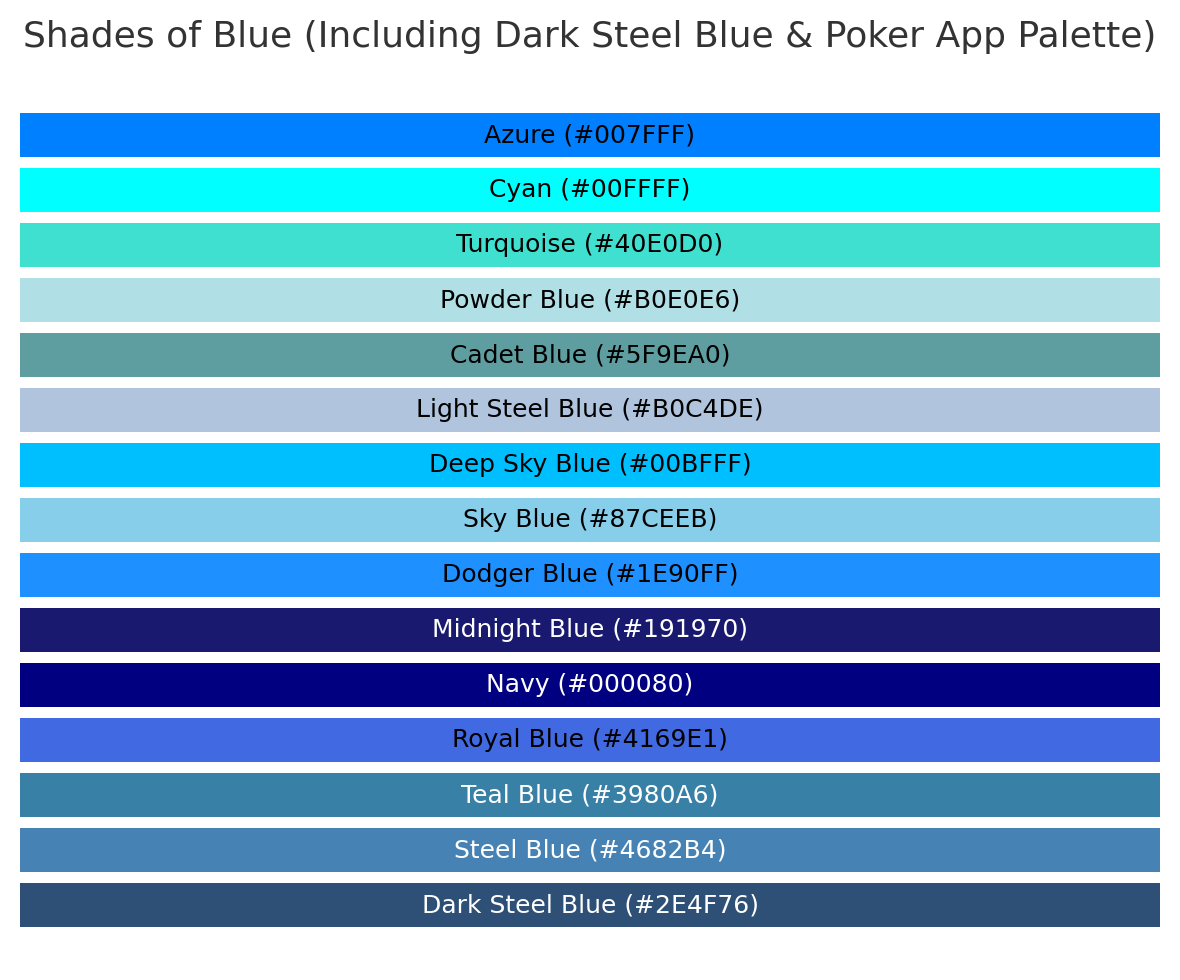 Shades of Blue (Including Dark Steel Blue & Poker App Palette)
Azure (#007FFF)
Cyan (#00FFFF)
Turquoise (#40E0D0)
Powder Blue (#B0E0E6)
Cadet Blue (#5F9EA0)
Light Steel Blue (#B0C4DE)
Deep Sky Blue (#00BFFF)
Sky Blue (#87CEEB)
Dodger Blue (#1E90FF)
Midnight Blue (#191970)
Navy (#000080)
Royal Blue (#4169E1)
Teal Blue (#3980A6)
Steel Blue (#4682B4)
Dark Steel Blue (#2E4F76)